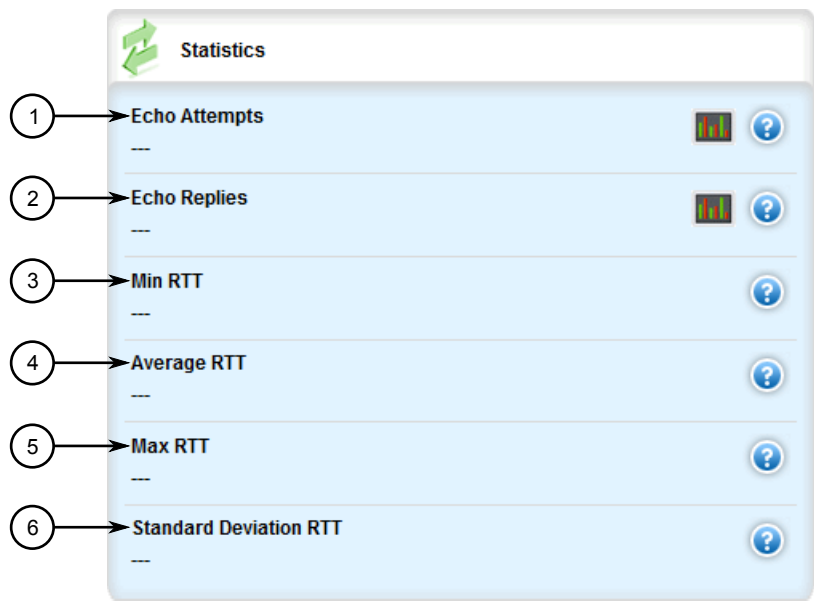 Statistics
1 Echo Attempts
---
2 Echo Replies
---
3 Min RTT
---
4 Average RTT
---
5 Max RTT
---
6 Standard Deviation RTT
---